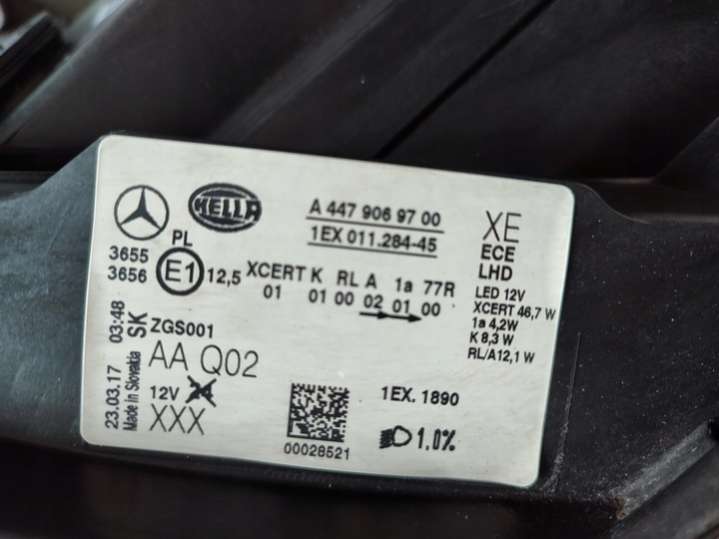 HELLA
A 447 906 97 00
1EX 011.284-45
XE
ECE
LHD
LED 12V
XCERT 46,7 W
1a 4,2W
K 8,3 W
RL/A12,1 W
3655
3656
PL
E1
12,5
XCERT K RL A 1a 77R
01 01 00 02 01 00
23.03.17 03:48
Made in Slovakia
SK
ZGS001
AA Q02
12V
XXX
00028521
1EX. 1890
1.0%